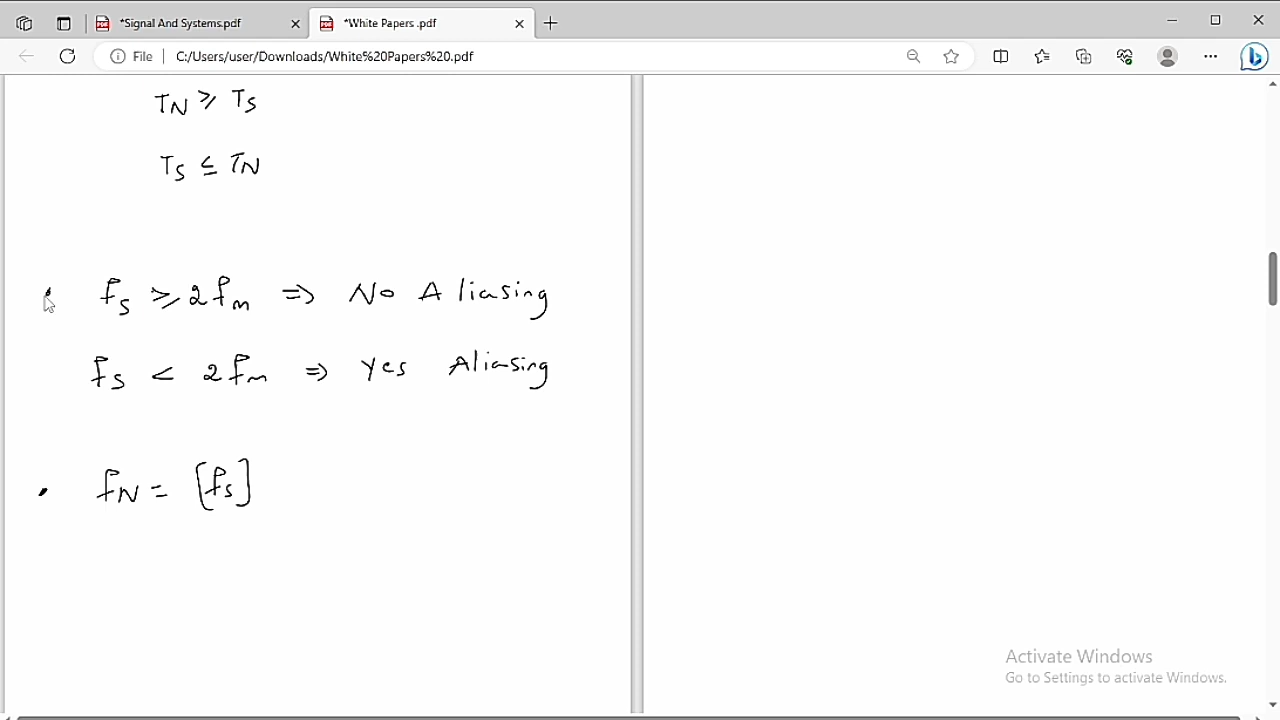 *Signal And Systems.pdf
*White Papers .pdf
File
C:/Users/user/Downloads/White%20Papers%20.pdf
TN ≥ TS
TS ≤ TN
• fs ≥ 2fm ⇒ No Aliasing
fs < 2fm ⇒ Yes Aliasing
• fN = [fs]
Activate Windows
Go to Settings to activate Windows.